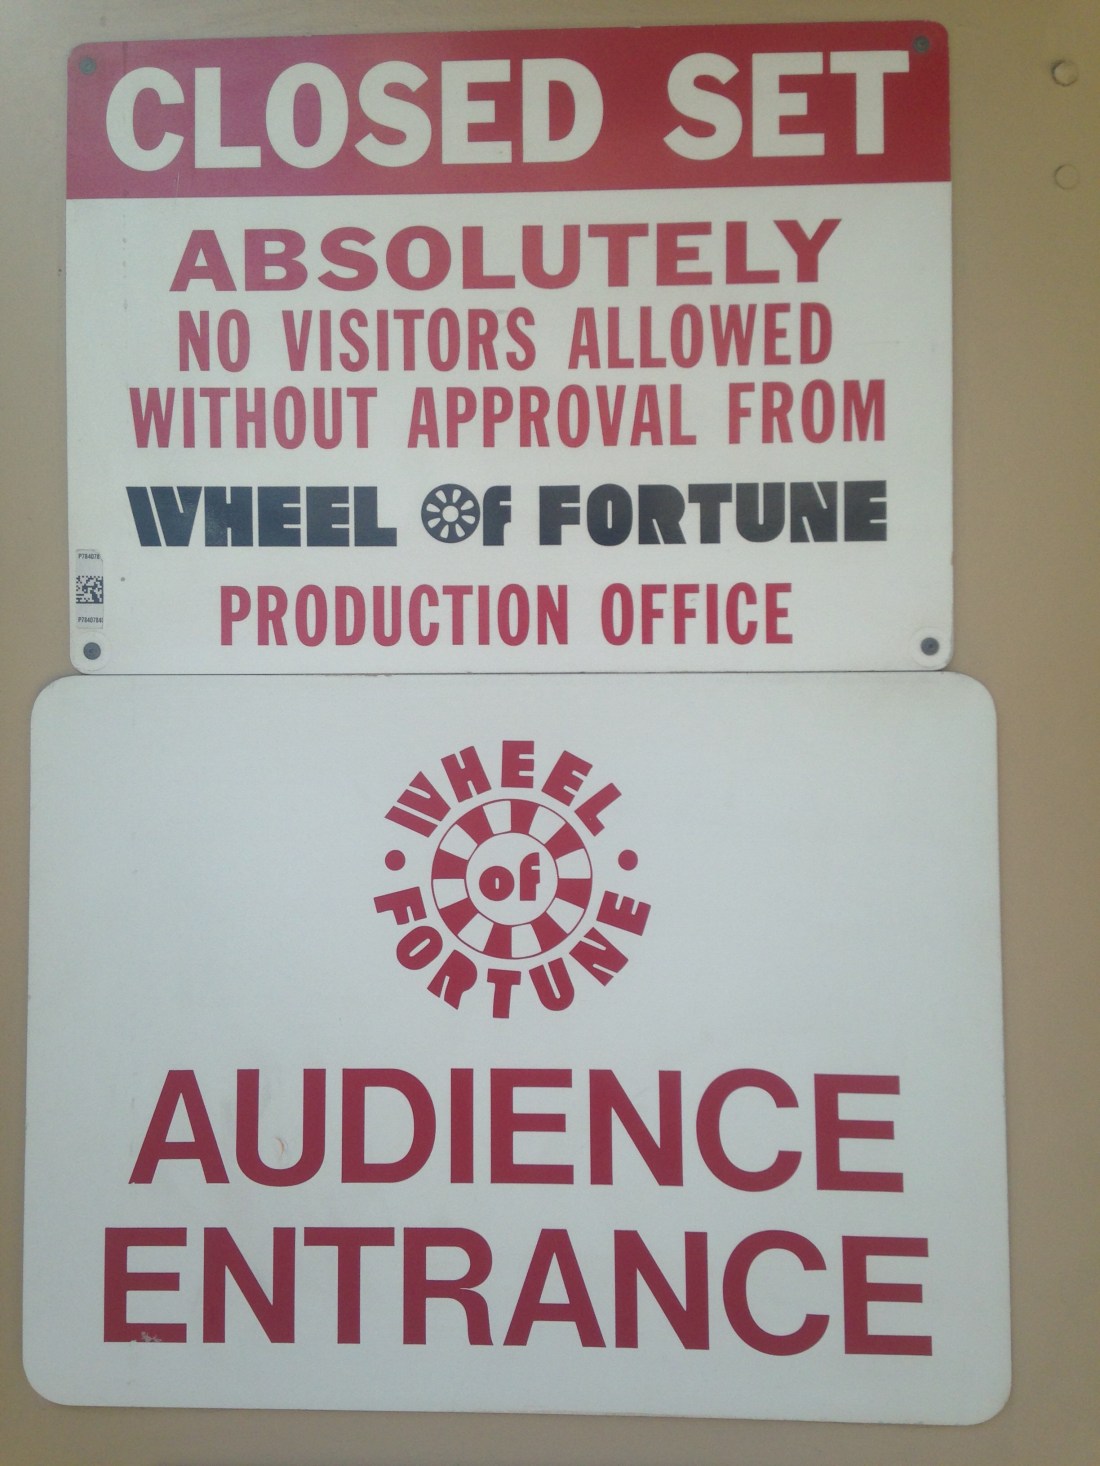 CLOSED SET
ABSOLUTELY
NO VISITORS ALLOWED
WITHOUT APPROVAL FROM
WHEEL Of FORTUNE
PRODUCTION OFFICE
WHEEL
of
FORTUNE
AUDIENCE
ENTRANCE